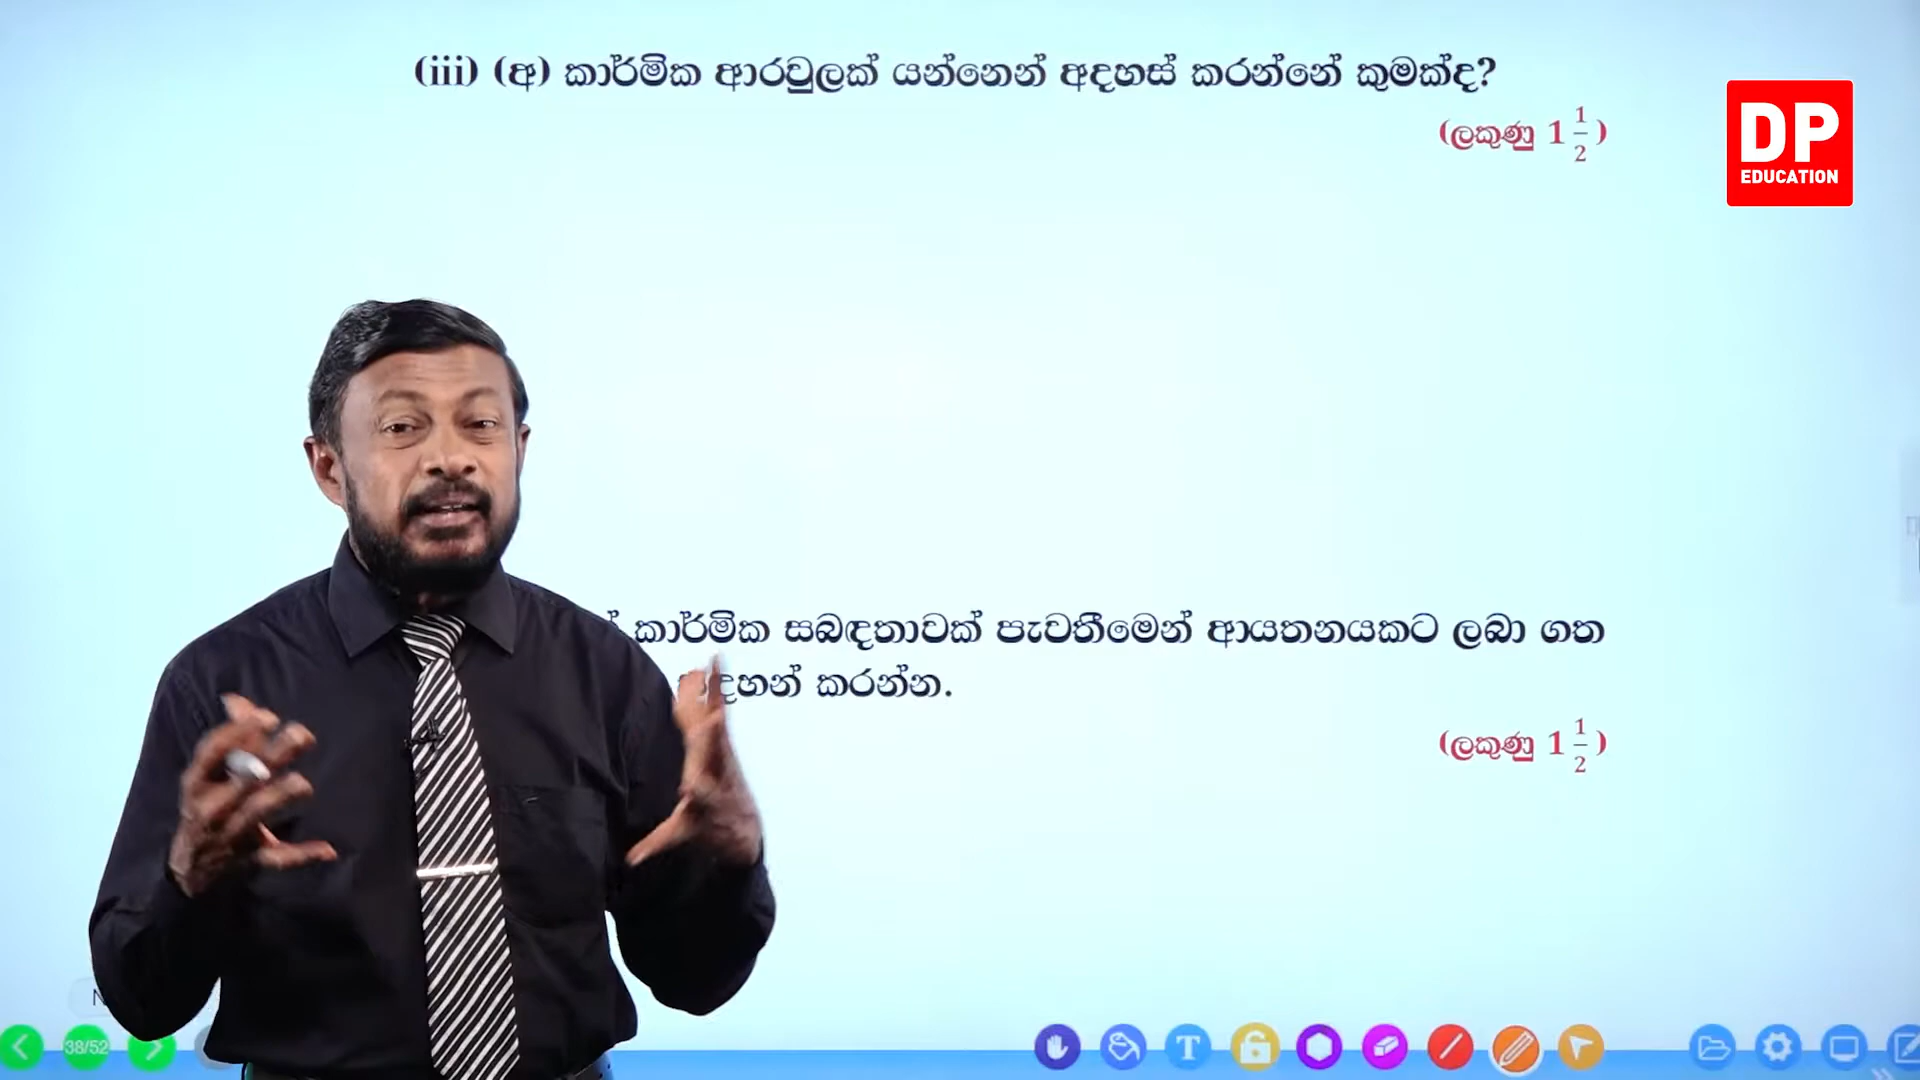 (iii) (අ) කාර්මික ආරවුලක් යන්නෙන් අදහස් කරන්නේ කුමක්ද?
(ලකුණු 1 1/2)
DP
EDUCATION
කාර්මික සබඳතාවක් පැවතීමෙන් ආයතනයකට ලබා ගත
කරන්න.
(ලකුණු 1 1/2)
38/52
T